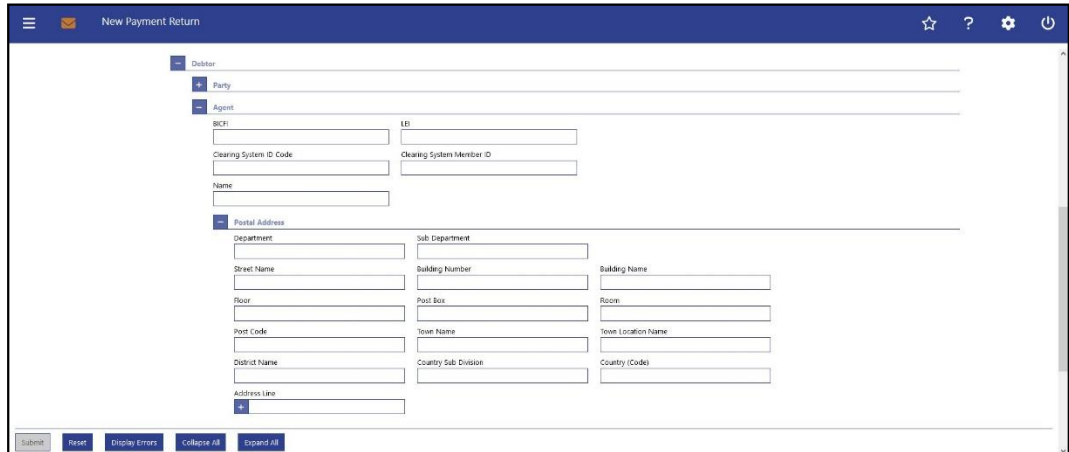 New Payment Return
Debtor
Party
Agent
BICFI LEI
Clearing System ID Code Clearing System Member ID
Name
Postal Address
Department Sub Department
Street Name Building Number Building Name
Floor Post Box Room
Post Code Town Name Town Location Name
District Name Country Sub Division Country (Code)
Address Line
Submit Reset Display Errors Collapse All Expand All